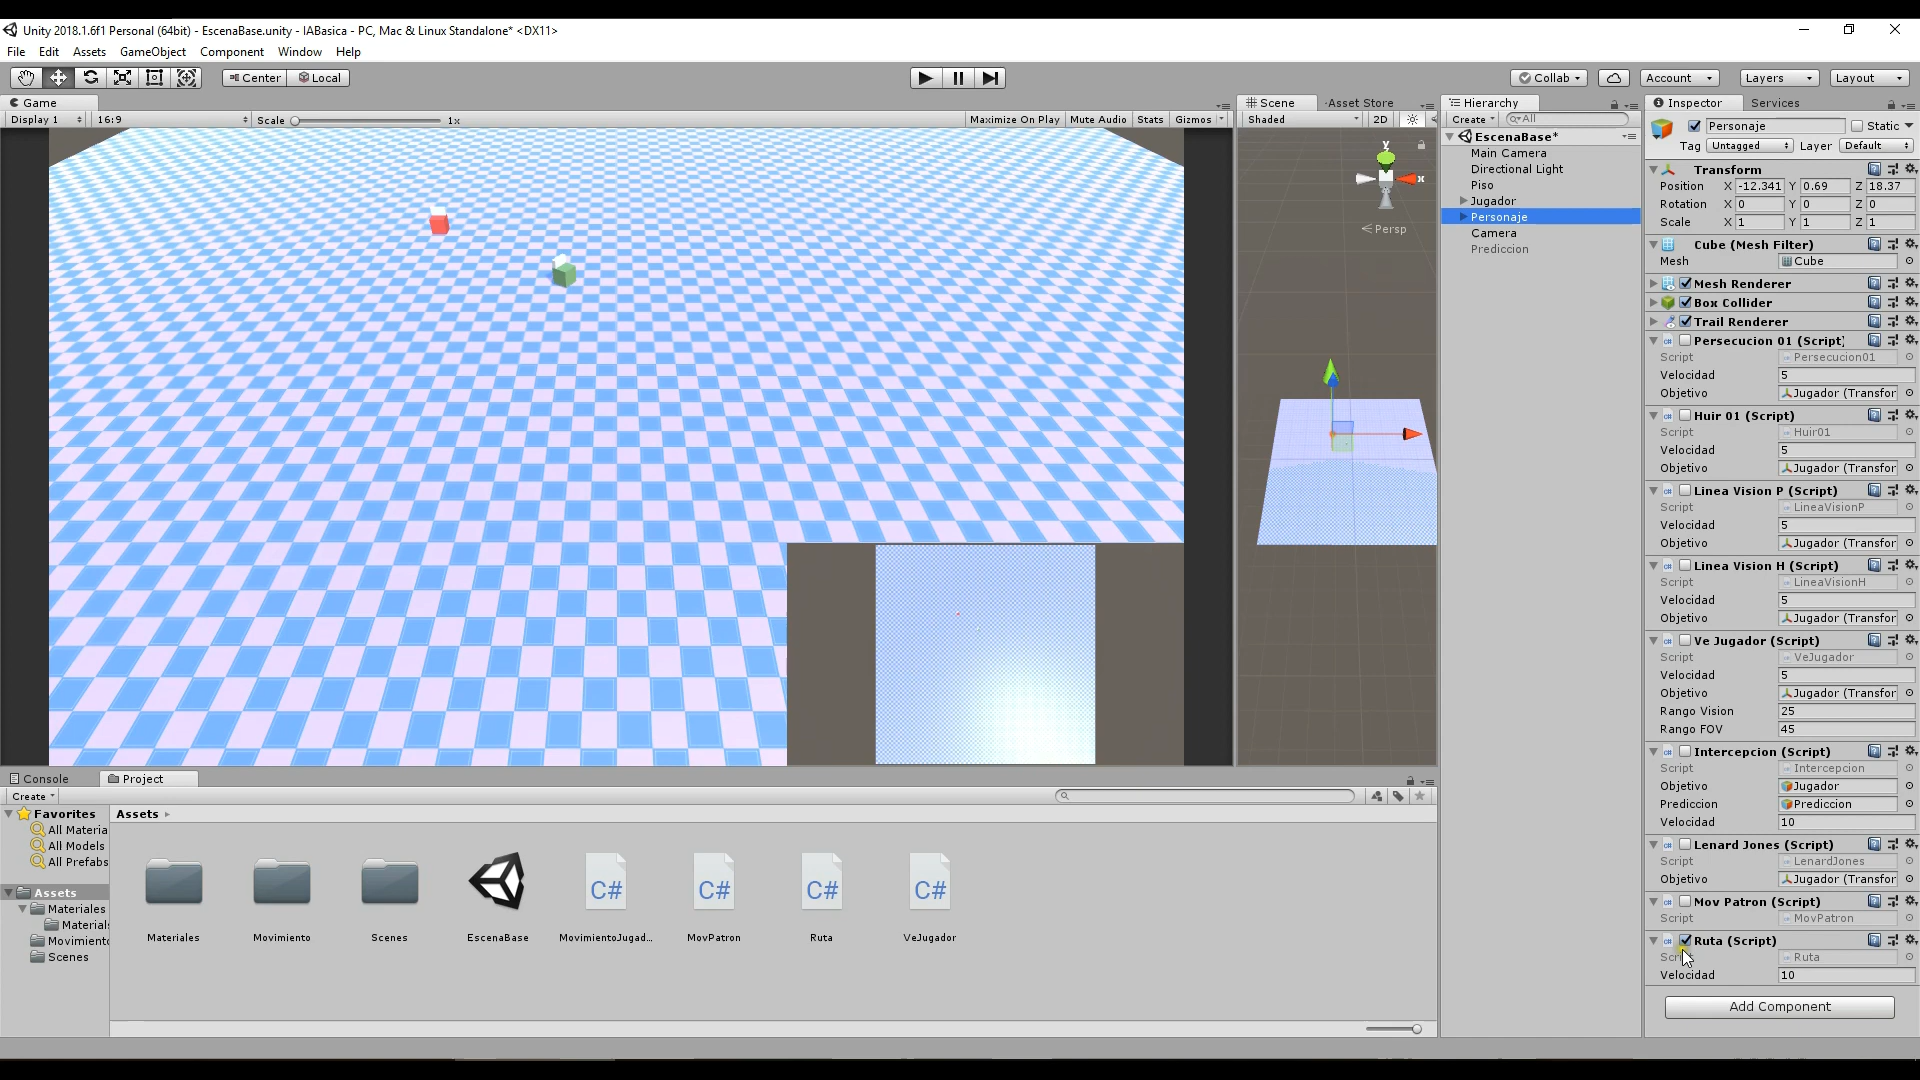 Unity 2018.1.6f1 Personal (64bit) - EscenaBase.unity - IABasica - PC, Mac & Linux Standalone* <DX11>
File Edit Assets GameObject Component Window Help
Center Local
Collab Account Layers Layout
Game
Display 1 16:9 Scale 1x Maximize On Play Mute Audio Stats Gizmos
Scene Asset Store
Shaded 2D
y
x
Persp
Hierarchy
Create All
EscenaBase*
Main Camera
Directional Light
Piso
Jugador
Personaje
Camera
Prediccion
Inspector Services
Personaje Static
Tag Untagged Layer Default
Transform
Position X -12.341 Y 0.69 Z 18.37
Rotation X 0 Y 0 Z 0
Scale X 1 Y 1 Z 1
Cube (Mesh Filter)
Mesh Cube
Mesh Renderer
Box Collider
Trail Renderer
Persecucion 01 (Script)
Script Persecucion01
Velocidad 5
Objetivo Jugador (Transfor
Huir 01 (Script)
Script Huir01
Velocidad 5
Objetivo Jugador (Transfor
Linea Vision P (Script)
Script LineaVisionP
Velocidad 5
Objetivo Jugador (Transfor
Linea Vision H (Script)
Script LineaVisionH
Velocidad 5
Objetivo Jugador (Transfor
Ve Jugador (Script)
Script VeJugador
Velocidad 5
Objetivo Jugador (Transfor
Rango Vision 25
Rango FOV 45
Intercepcion (Script)
Script Intercepcion
Objetivo Jugador
Prediccion Prediccion
Velocidad 10
Lenard Jones (Script)
Script LenardJones
Objetivo Jugador (Transfor
Mov Patron (Script)
Script MovPatron
Ruta (Script)
Script Ruta
Velocidad 10
Add Component
Console Project
Create
Favorites
All Materia
All Models
All Prefabs
Assets
Materiales
Materials
Movimiento
Scenes
Assets
C# C# C# C#
Materiales Movimiento Scenes EscenaBase MovimientoJugad... MovPatron Ruta VeJugador